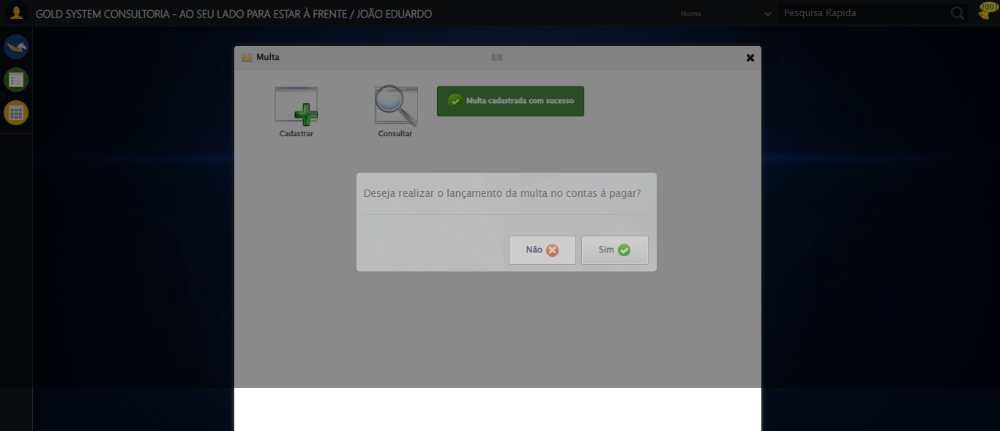 GOLD SYSTEM CONSULTORIA - AO SEU LADO PARA ESTAR À FRENTE / JOÃO EDUARDO
Nome
Pesquisa Rapida
2001
Multa
Cadastrar
Consultar
Multa cadastrada com sucesso
Deseja realizar o lançamento da multa no contas à pagar?
Não
Sim